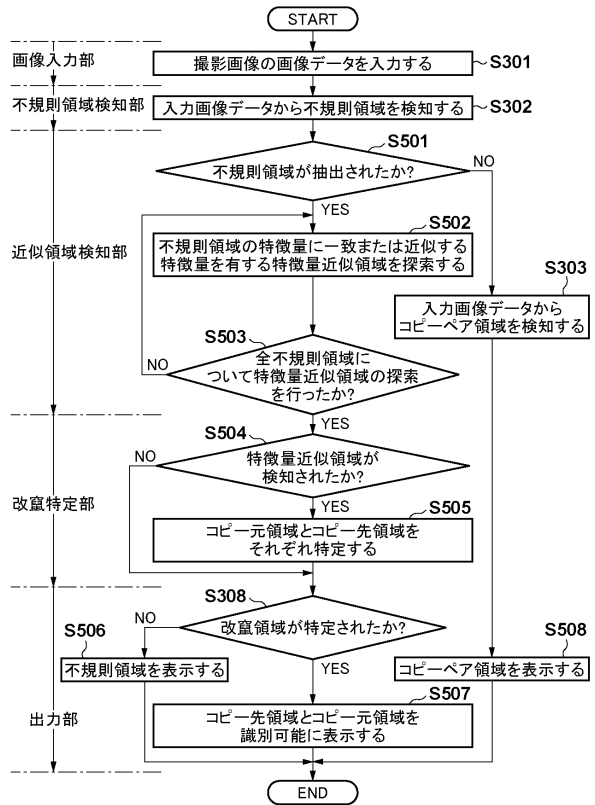 START
画像入力部
撮影画像の画像データを入力する
S301
不規則領域検知部
入力画像データから不規則領域を検知する
S302
S501
不規則領域が抽出されたか?
NO
YES
近似領域検知部
S502
不規則領域の特徴量に一致または近似する
特徴量を有する特徴量近似領域を探索する
S303
入力画像データから
コピーペア領域を検知する
S503
全不規則領域に
ついて特徴量近似領域の探索
を行ったか?
NO
YES
改竄特定部
S504
特徴量近似領域が
検知されたか?
NO
YES
S505
コピー元領域とコピー先領域を
それぞれ特定する
出力部
S308
改竄領域が特定されたか?
NO
YES
S506
不規則領域を表示する
S508
コピーペア領域を表示する
S507
コピー先領域とコピー元領域を
識別可能に表示する
END